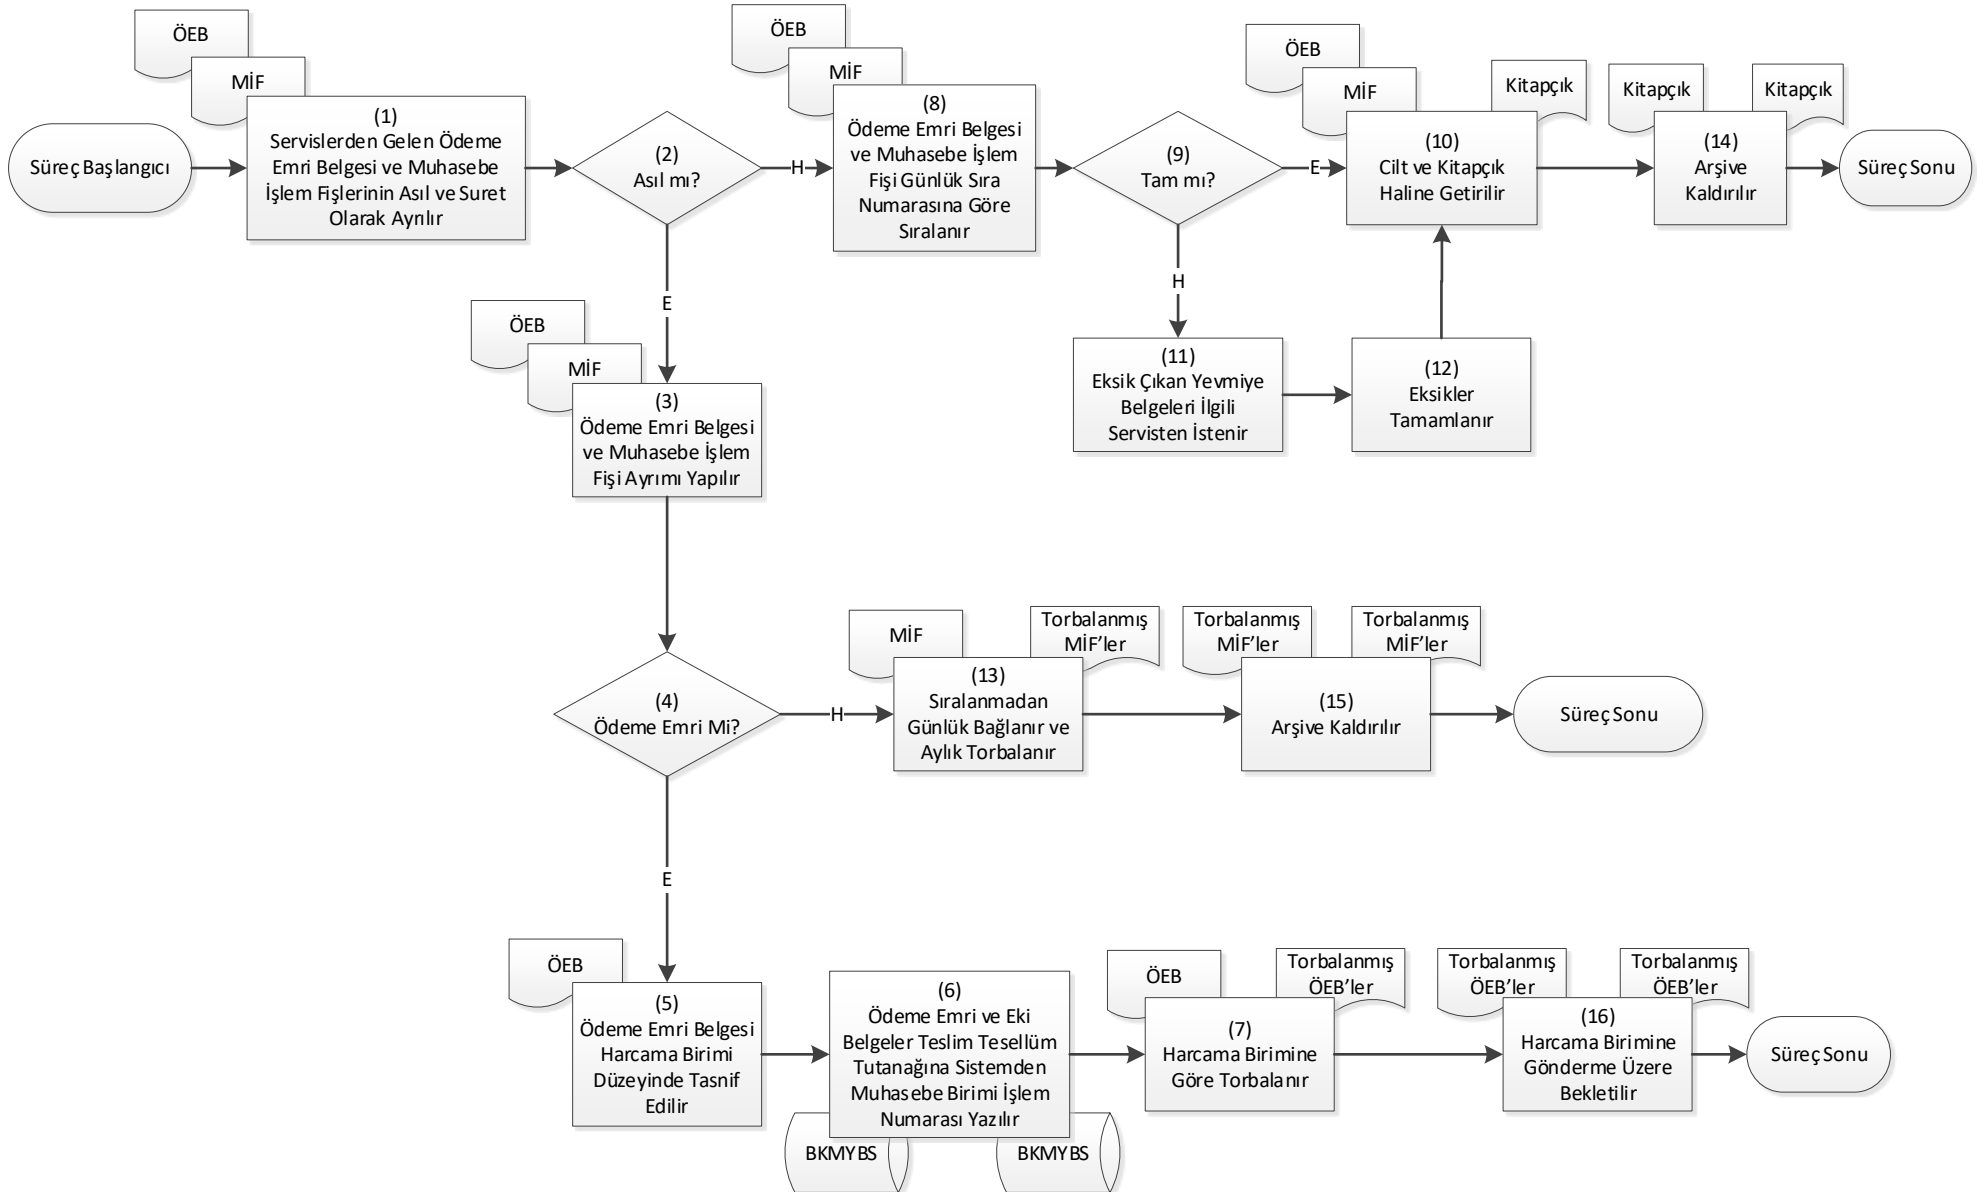 Süreç Başlangıcı
ÖEB
MİF
(1)
Servislerden Gelen Ödeme
Emri Belgesi ve Muhasebe
İşlem Fişlerinin Asıl ve Suret
Olarak Ayrılır
(2)
Asıl mı?
H
ÖEB
MİF
(8)
Ödeme Emri Belgesi
ve Muhasebe İşlem
Fişi Günlük Sıra
Numarasına Göre
Sıralanır
(9)
Tam mı?
E
ÖEB
MİF
Kitapçık
(10)
Cilt ve Kitapçık
Haline Getirilir
Kitapçık
Kitapçık
(14)
Arşive
Kaldırılır
Süreç Sonu
H
(11)
Eksik Çıkan Yevmiye
Belgeleri İlgili
Servisten İstenir
(12)
Eksikler
Tamamlanır
E
ÖEB
MİF
(3)
Ödeme Emri Belgesi
ve Muhasebe İşlem
Fişi Ayrımı Yapılır
(4)
Ödeme Emri Mi?
H
MİF
Torbalanmış
MİF'ler
(13)
Sıralanmadan
Günlük Bağlanır ve
Aylık Torbalanır
Torbalanmış
MİF'ler
Torbalanmış
MİF'ler
(15)
Arşive Kaldırılır
Süreç Sonu
E
ÖEB
(5)
Ödeme Emri Belgesi
Harcama Birimi
Düzeyinde Tasnif
Edilir
(6)
Ödeme Emri ve Eki
Belgeler Teslim Tesellüm
Tutanağına Sistemden
Muhasebe Birimi İşlem
Numarası Yazılır
BKMYBS
BKMYBS
ÖEB
Torbalanmış
ÖEB'ler
(7)
Harcama Birimine
Göre Torbalanır
Torbalanmış
ÖEB'ler
Torbalanmış
ÖEB'ler
(16)
Harcama Birimine
Gönderme Üzere
Bekletilir
Süreç Sonu